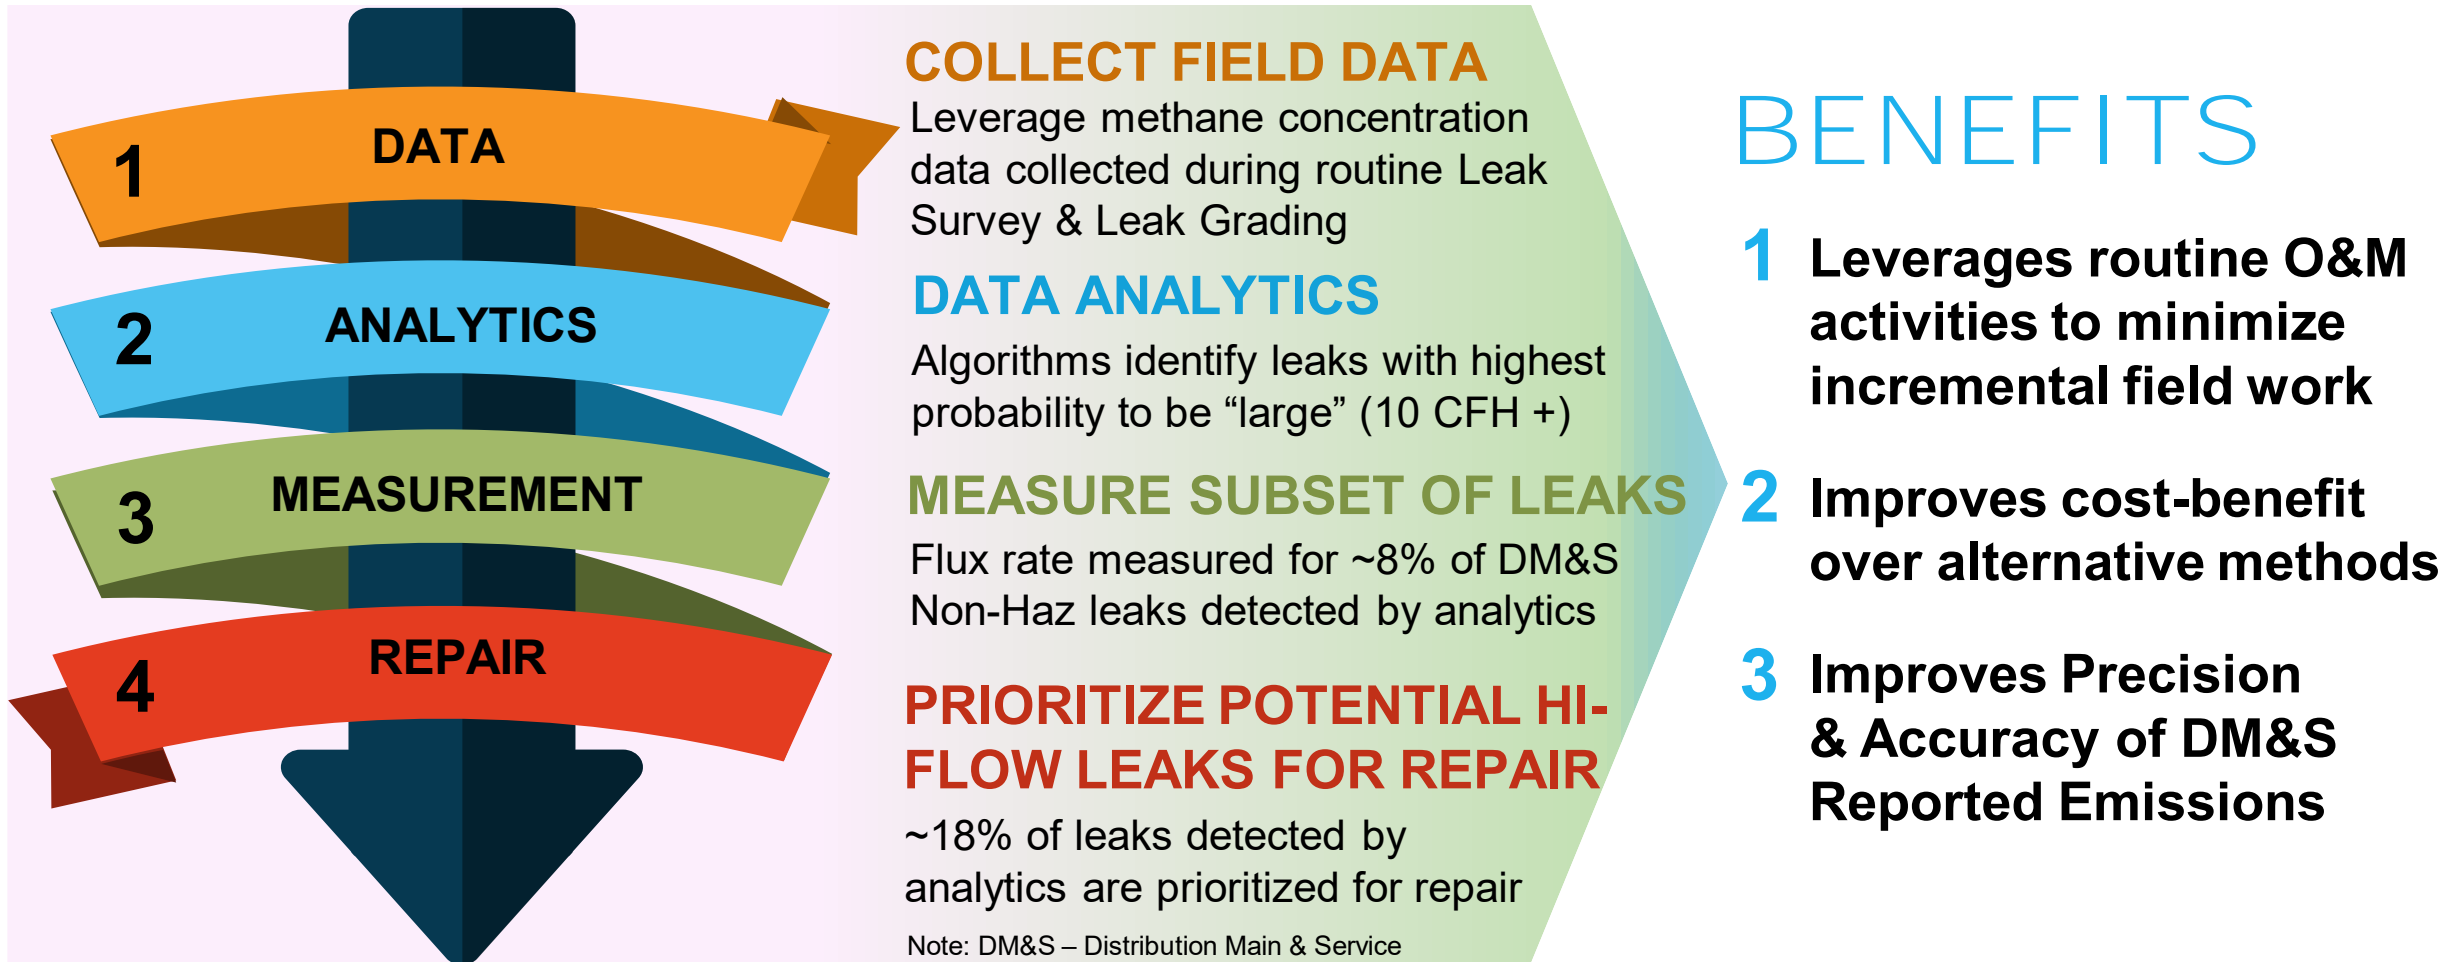 1
DATA
2
ANALYTICS
3
MEASUREMENT
4
REPAIR
COLLECT FIELD DATA
Leverage methane concentration
data collected during routine Leak
Survey & Leak Grading
DATA ANALYTICS
Algorithms identify leaks with highest
probability to be “large” (10 CFH +)
MEASURE SUBSET OF LEAKS
Flux rate measured for ~8% of DM&S
Non-Haz leaks detected by analytics
PRIORITIZE POTENTIAL HI-
FLOW LEAKS FOR REPAIR
~18% of leaks detected by
analytics are prioritized for repair
Note: DM&S – Distribution Main & Service
BENEFITS
1 Leverages routine O&M
activities to minimize
incremental field work
2 Improves cost-benefit
over alternative methods
3 Improves Precision
& Accuracy of DM&S
Reported Emissions